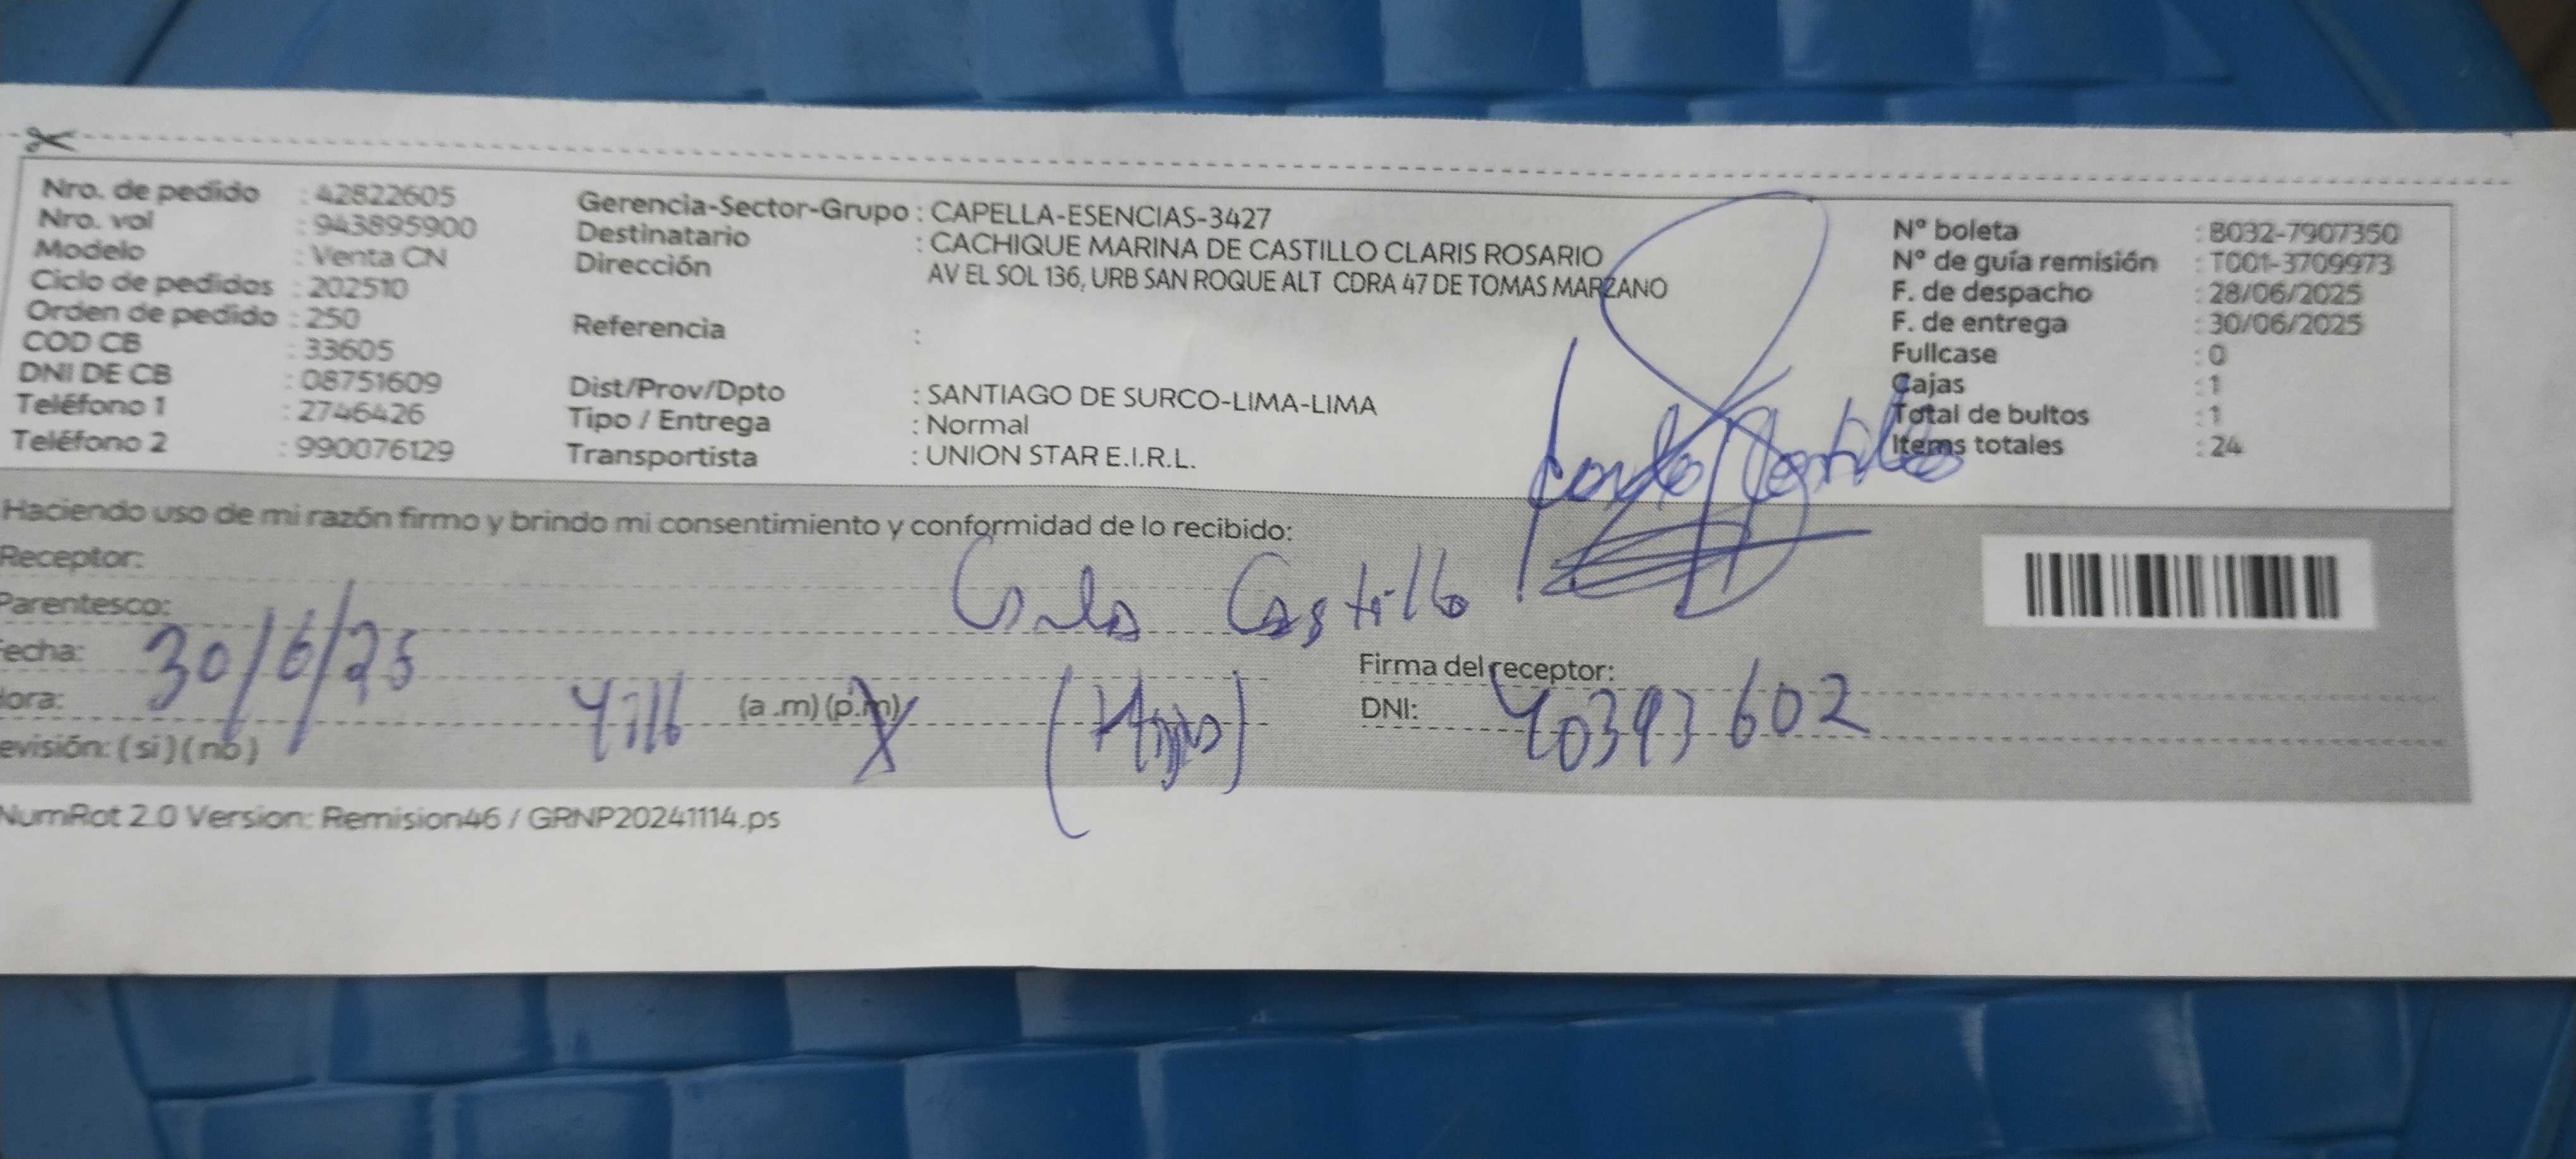 Nro. de pedido : 42822605
Nro. vol : 943895900
Modelo : Venta CN
Ciclo de pedidos : 202510
Orden de pedido : 250
COD CB : 33605
DNI DE CB : 08751609
Teléfono 1 : 2746426
Teléfono 2 : 990076129
Gerencia-Sector-Grupo : CAPELLA-ESENCIAS-3427
Destinatario : CACHIQUE MARINA DE CASTILLO CLARIS ROSARIO
Dirección AV EL SOL 136, URB SAN ROQUE ALT CDRA 47 DE TOMAS MARZANO
Referencia :
Dist/Prov/Dpto : SANTIAGO DE SURCO-LIMA-LIMA
Tipo / Entrega : Normal
Transportista : UNION STAR E.I.R.L.
Nº boleta : B032-7907350
Nº de guía remisión : T001-3709973
F. de despacho : 28/06/2025
F. de entrega : 30/06/2025
Fullcase : 0
Cajas : 1
Total de bultos : 1
Items totales : 24
Haciendo uso de mi razón firmo y brindo mi consentimiento y conformidad de lo recibido:
Receptor:
Parentesco: Castillo
echa: 30/6/25
Firma del receptor:
ora: (a .m) (p.m) (Hijo)
DNI: 40393602
evisión: ( si ) ( no )
NumRot 2.0 Version: Remision46 / GRNP20241114.ps